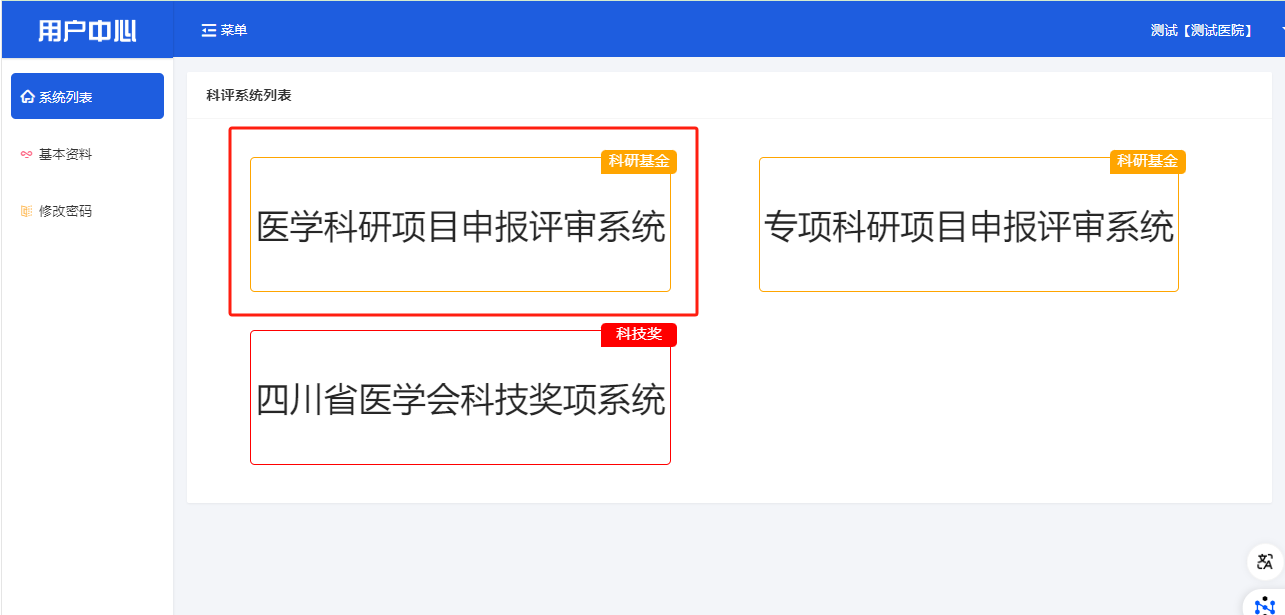 用户中心
菜单
测试【测试医院】
系统列表
基本资料
修改密码
科评系统列表
科研基金
医学科研项目申报评审系统
科研基金
专项科研项目申报评审系统
科技奖
四川省医学会科技奖项系统